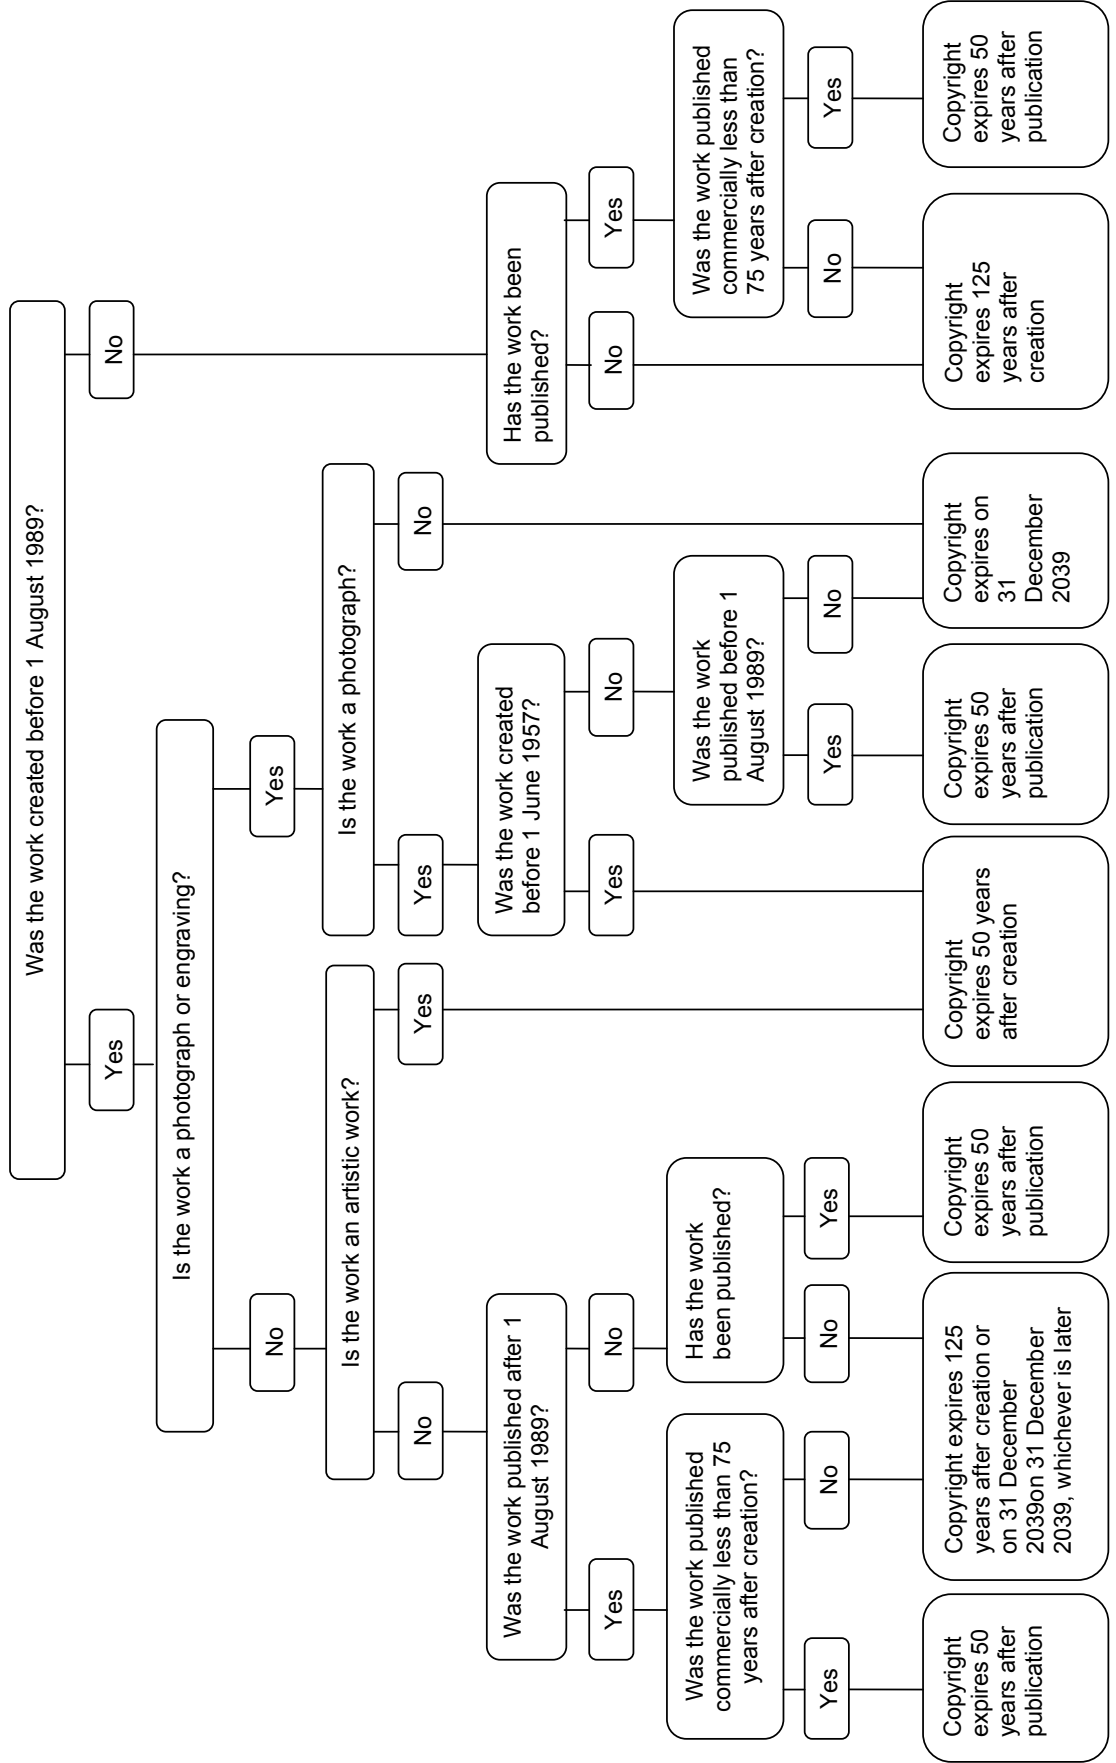 Was the work created before 1 August 1989?
Yes
No
Is the work a photograph or engraving?
No
Yes
Is the work an artistic work?
Is the work a photograph?
No
Yes
Yes
No
Was the work published after 1
August 1989?
Was the work created
before 1 June 1957?
Has the work been
published?
Yes
No
Yes
No
No
Yes
Was the work published
commercially less than 75
years after creation?
Has the work
been published?
Was the work
published before 1
August 1989?
Was the work published
commercially less than
75 years after creation?
Yes
No
No
Yes
Yes
No
No
Yes
Copyright
expires 50
years after
publication
Copyright expires 125
years after creation or
on 31 December
2039on 31 December
2039, whichever is later
Copyright
expires 50
years after
publication
Copyright
expires 50 years
after creation
Copyright
expires 50
years after
publication
Copyright
expires on
31
December
2039
Copyright
expires 125
years after
creation
Copyright
expires 50
years after
publication